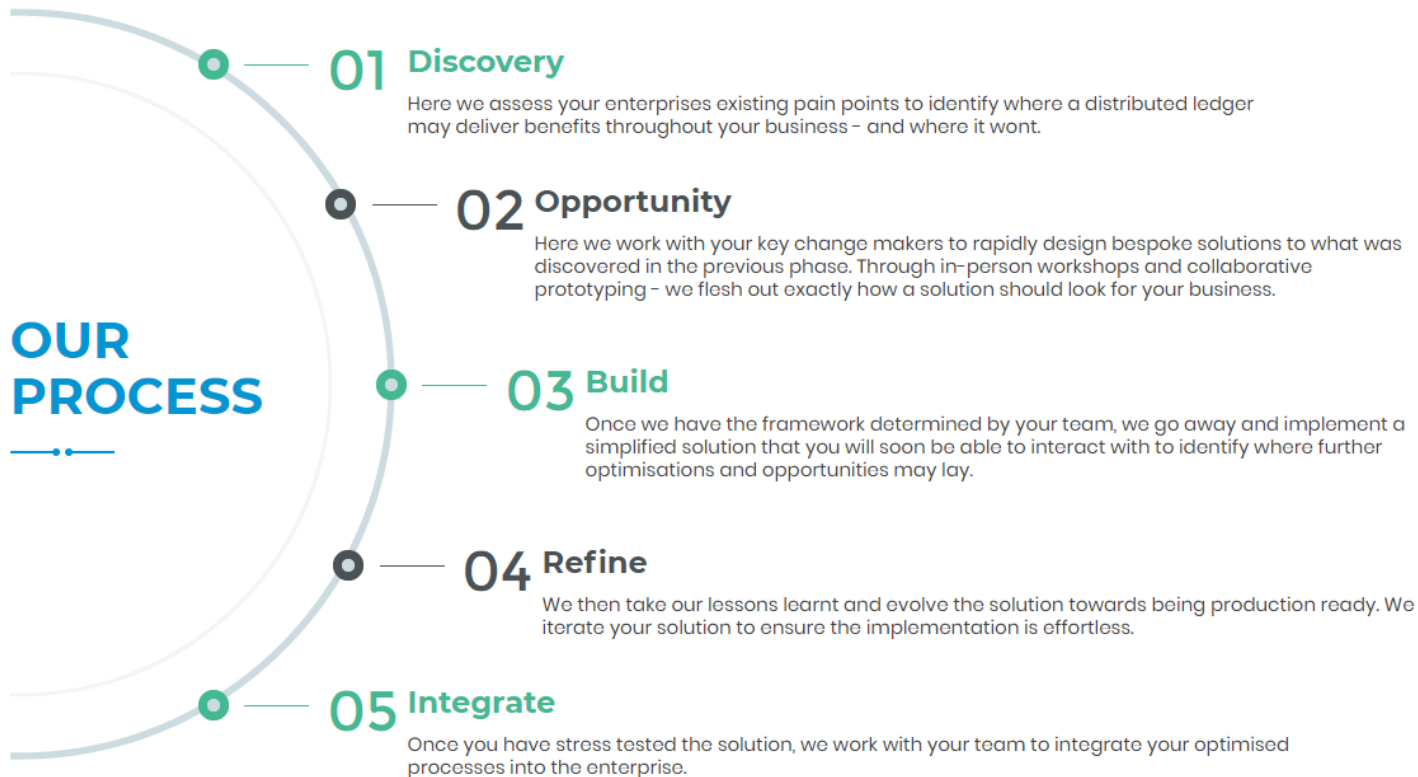 OUR
PROCESS
01 Discovery
Here we assess your enterprises existing pain points to identify where a distributed ledger
may deliver benefits throughout your business - and where it wont.
02 Opportunity
Here we work with your key change makers to rapidly design bespoke solutions to what was
discovered in the previous phase. Through in-person workshops and collaborative
prototyping - we flesh out exactly how a solution should look for your business.
03 Build
Once we have the framework determined by your team, we go away and implement a
simplified solution that you will soon be able to interact with to identify where further
optimisations and opportunities may lay.
04 Refine
We then take our lessons learnt and evolve the solution towards being production ready. We
iterate your solution to ensure the implementation is effortless.
05 Integrate
Once you have stress tested the solution, we work with your team to integrate your optimised
processes into the enterprise.